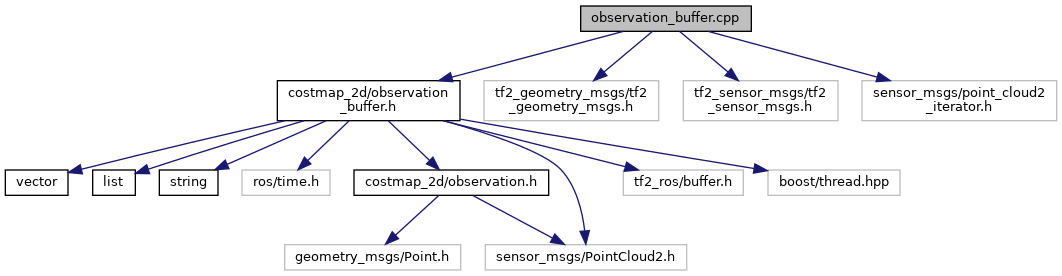 observation_buffer.cpp
costmap_2d/observation
_buffer.h
tf2_geometry_msgs/tf2
_geometry_msgs.h
tf2_sensor_msgs/tf2
_sensor_msgs.h
sensor_msgs/point_cloud2
_iterator.h
vector
list
string
ros/time.h
costmap_2d/observation.h
tf2_ros/buffer.h
boost/thread.hpp
geometry_msgs/Point.h
sensor_msgs/PointCloud2.h